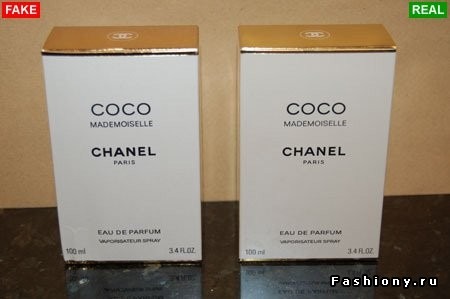 FAKE
REAL
COCO
MADEMOISELLE
CHANEL
PARIS
EAU DE PARFUM
VAPORISATEUR SPRAY
100 ml 3.4 FL.OZ
COCO
MADEMOISELLE
CHANEL
PARIS
EAU DE PARFUM
VAPORISATEUR SPRAY
100 ml 3.4 FL.OZ.
Fashiony.ru